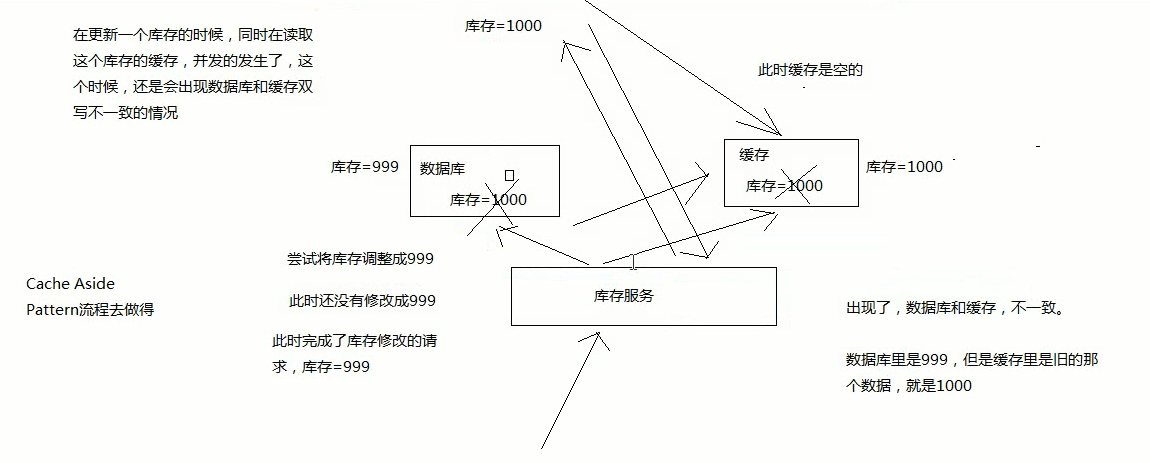 在更新一个库存的时候，同时在读取
这个库存的缓存，并发的发生了，这
个时候，还是会出现数据库和缓存双
写不一致的情况
库存=1000
此时缓存是空的
库存=999
数据库
库存=1000
缓存
库存=1000
库存=1000
尝试将库存调整成999
此时还没有修改成999
此时完成了库存修改的请
求，库存=999
Cache Aside
Pattern流程去做得
库存服务
出现了，数据库和缓存，不一致。
数据库里是999，但是缓存里是旧的那
个数据，就是1000